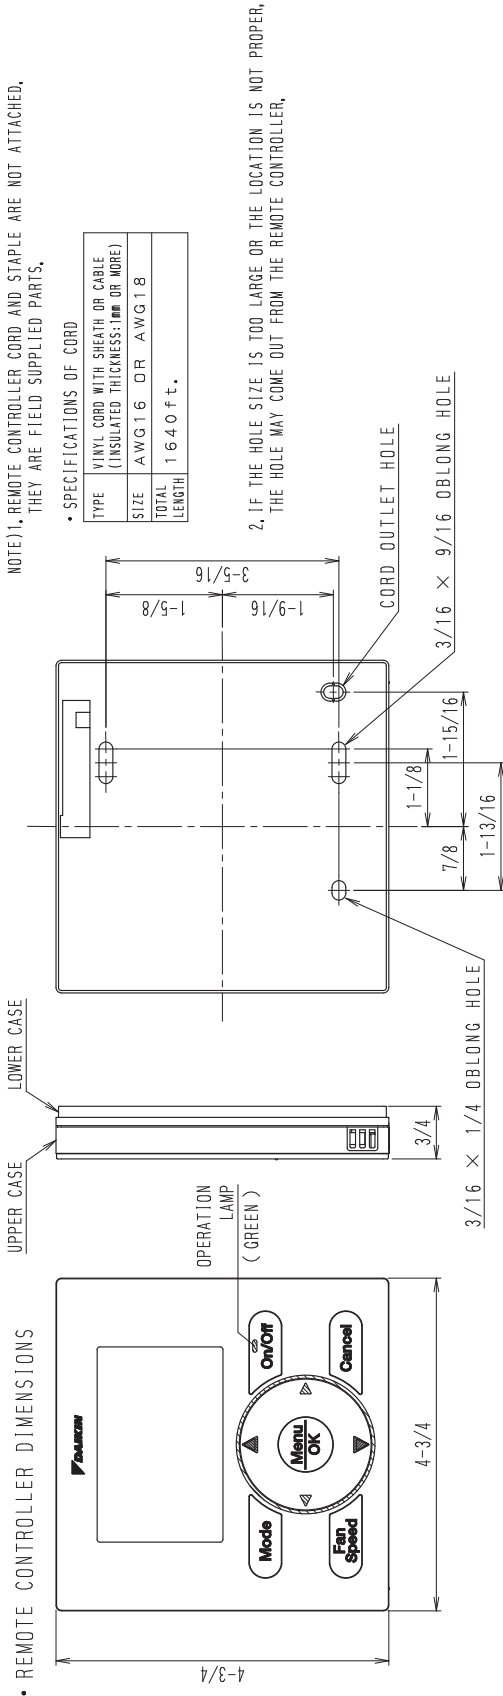 • REMOTE CONTROLLER DIMENSIONS
UPPER CASE
LOWER CASE
DAIKIN
Mode
On/Off
Menu
OK
Fan
Speed
Cancel
OPERATION
LAMP
( GREEN )
4-3/4
4-3/4
3/4
3-5/16
1-5/8
1-9/16
1-1/8
1-15/16
7/8
1-13/16
CORD OUTLET HOLE
3/16 × 9/16 OBLONG HOLE
3/16 × 1/4 OBLONG HOLE
NOTE)1. REMOTE CONTROLLER CORD AND STAPLE ARE NOT ATTACHED.
THEY ARE FIELD SUPPLIED PARTS.
• SPECIFICATIONS OF CORD
TYPE VINYL CORD WITH SHEATH OR CABLE
(INSULATED THICKNESS:1mm OR MORE)
SIZE AWG16 OR AWG18
TOTAL
LENGTH 1640ft.
2. IF THE HOLE SIZE IS TOO LARGE OR THE LOCATION IS NOT PROPER,
THE HOLE MAY COME OUT FROM THE REMOTE CONTROLLER.